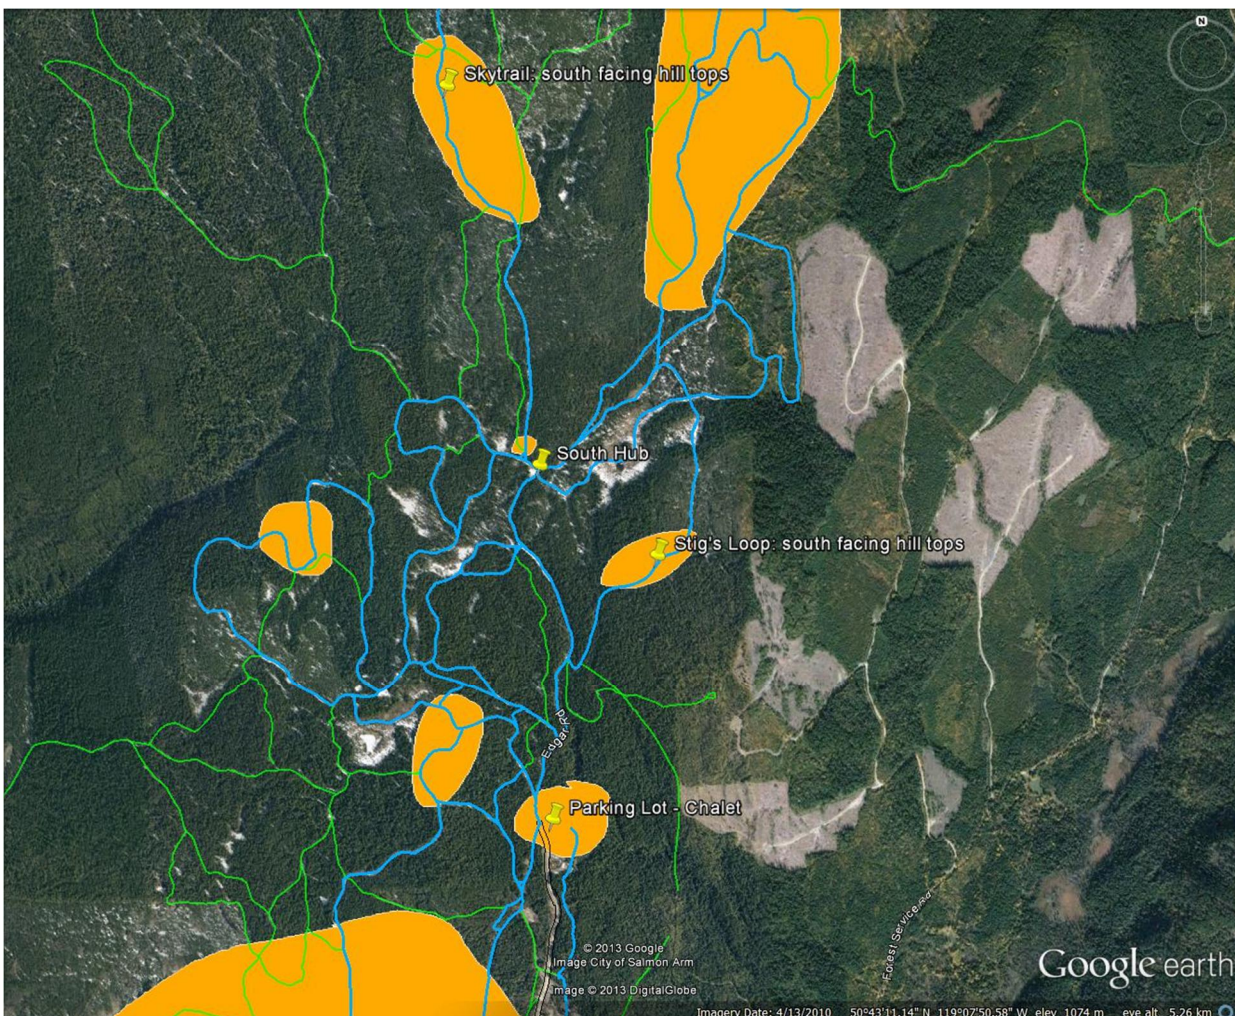 N
Skytrail: south facing hill tops
South Hub
Stig's Loop: south facing hill tops
Edgar Rd
Parking Lot - Chalet
Forest Service Rd
© 2013 Google
Image City of Salmon Arm
Image © 2013 DigitalGlobe
Google earth
Imagery Date: 4/13/2010 50°43'11.14" N 119°07'50.58" W elev 1074 m eye alt 5.26 km